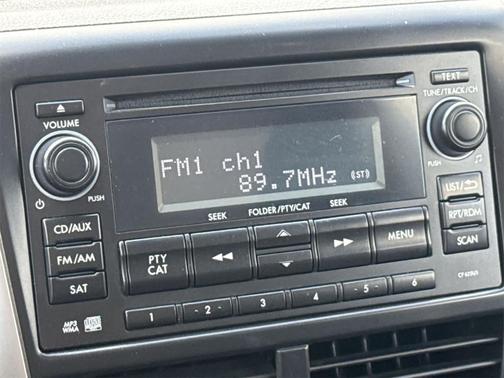 TEXT
VOLUME
TUNE/TRACK/CH
FM1 ch1
89.7MHz (ST)
PUSH
PUSH
LIST/
SEEK FOLDER/PTY/CAT SEEK
CD/AUX
RPT/RDM
FM/AM
PTY CAT
MENU
SCAN
SAT
MP3
WMA
1 2 3 4 5 6